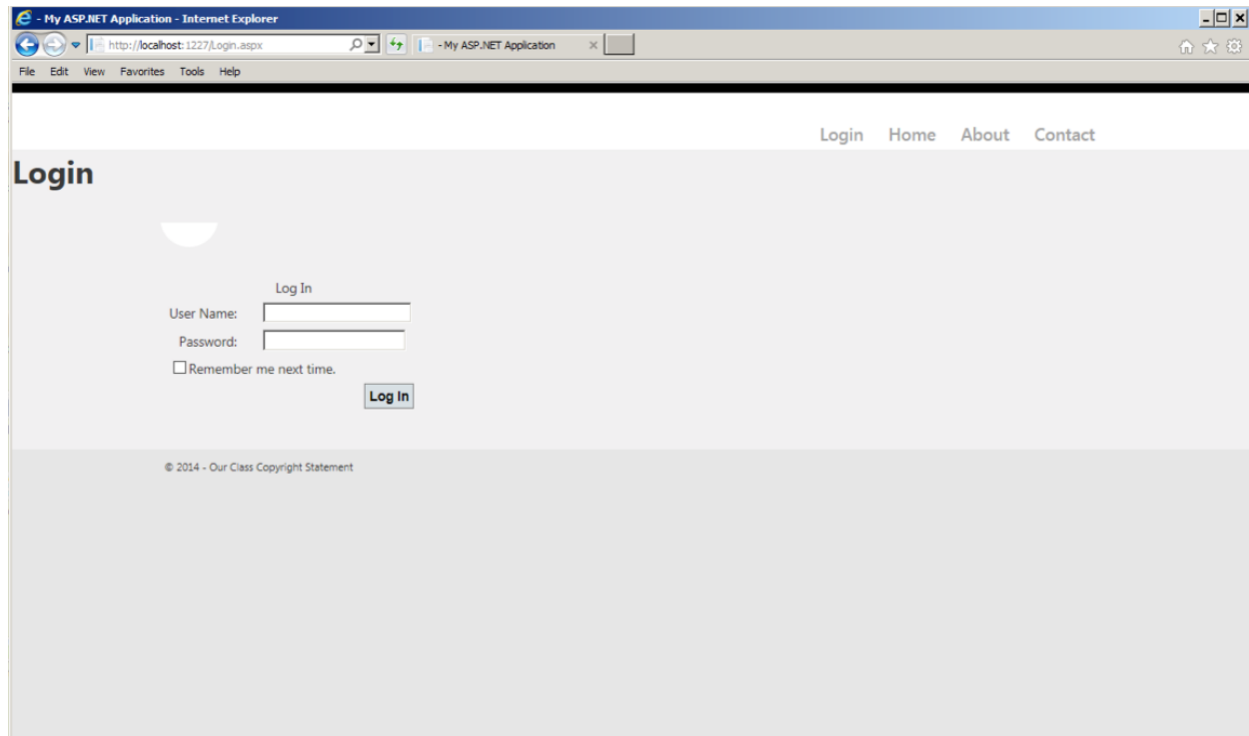 - My ASP.NET Application - Internet Explorer
http://localhost:1227/Login.aspx
- My ASP.NET Application
File Edit View Favorites Tools Help
Login Home About Contact
Login
Log In
User Name:
Password:
Remember me next time.
Log In
© 2014 - Our Class Copyright Statement